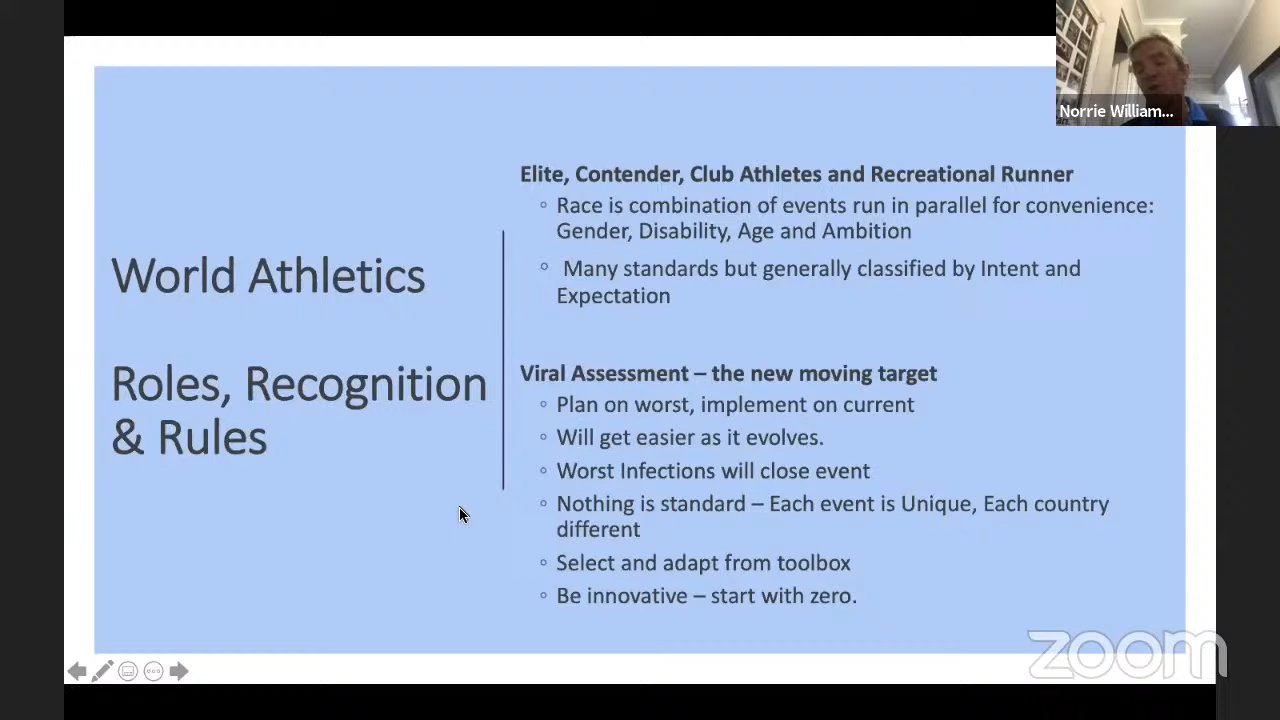 Norrie William...
World Athletics
Roles, Recognition
& Rules
Elite, Contender, Club Athletes and Recreational Runner
Race is combination of events run in parallel for convenience:
Gender, Disability, Age and Ambition
Many standards but generally classified by Intent and
Expectation
Viral Assessment – the new moving target
Plan on worst, implement on current
Will get easier as it evolves.
Worst Infections will close event
Nothing is standard – Each event is Unique, Each country
different
Select and adapt from toolbox
Be innovative – start with zero.
zoom